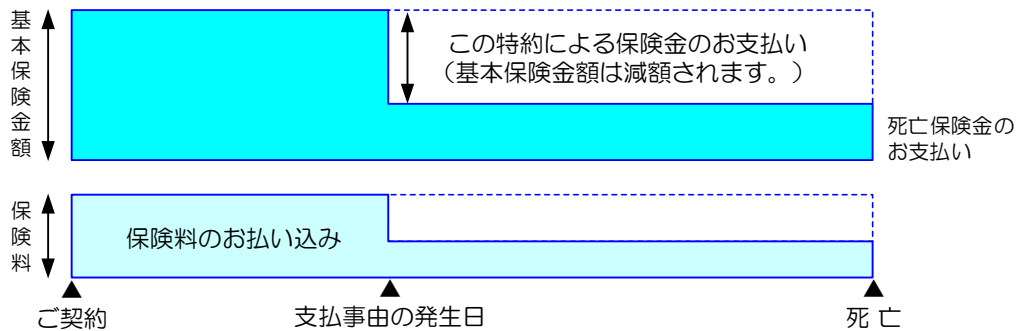 基本保険金額
この特約による保険金のお支払い
（基本保険金額は減額されます。）
死亡保険金の
お支払い
保険料
保険料のお払い込み
ご契約
支払事由の発生日
死 亡